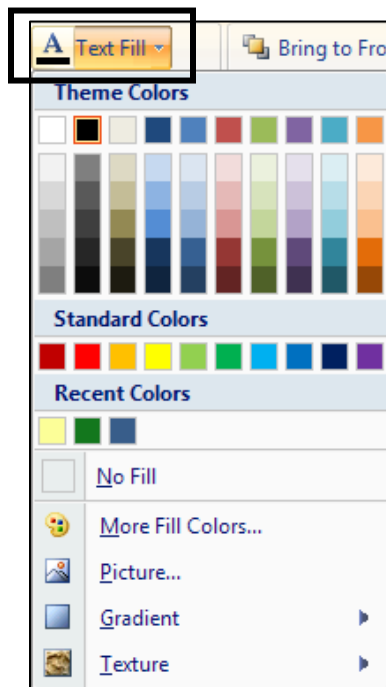 A Text Fill Bring to Fro
Theme Colors
Standard Colors
Recent Colors
No Fill
More Fill Colors...
Picture...
Gradient
Texture